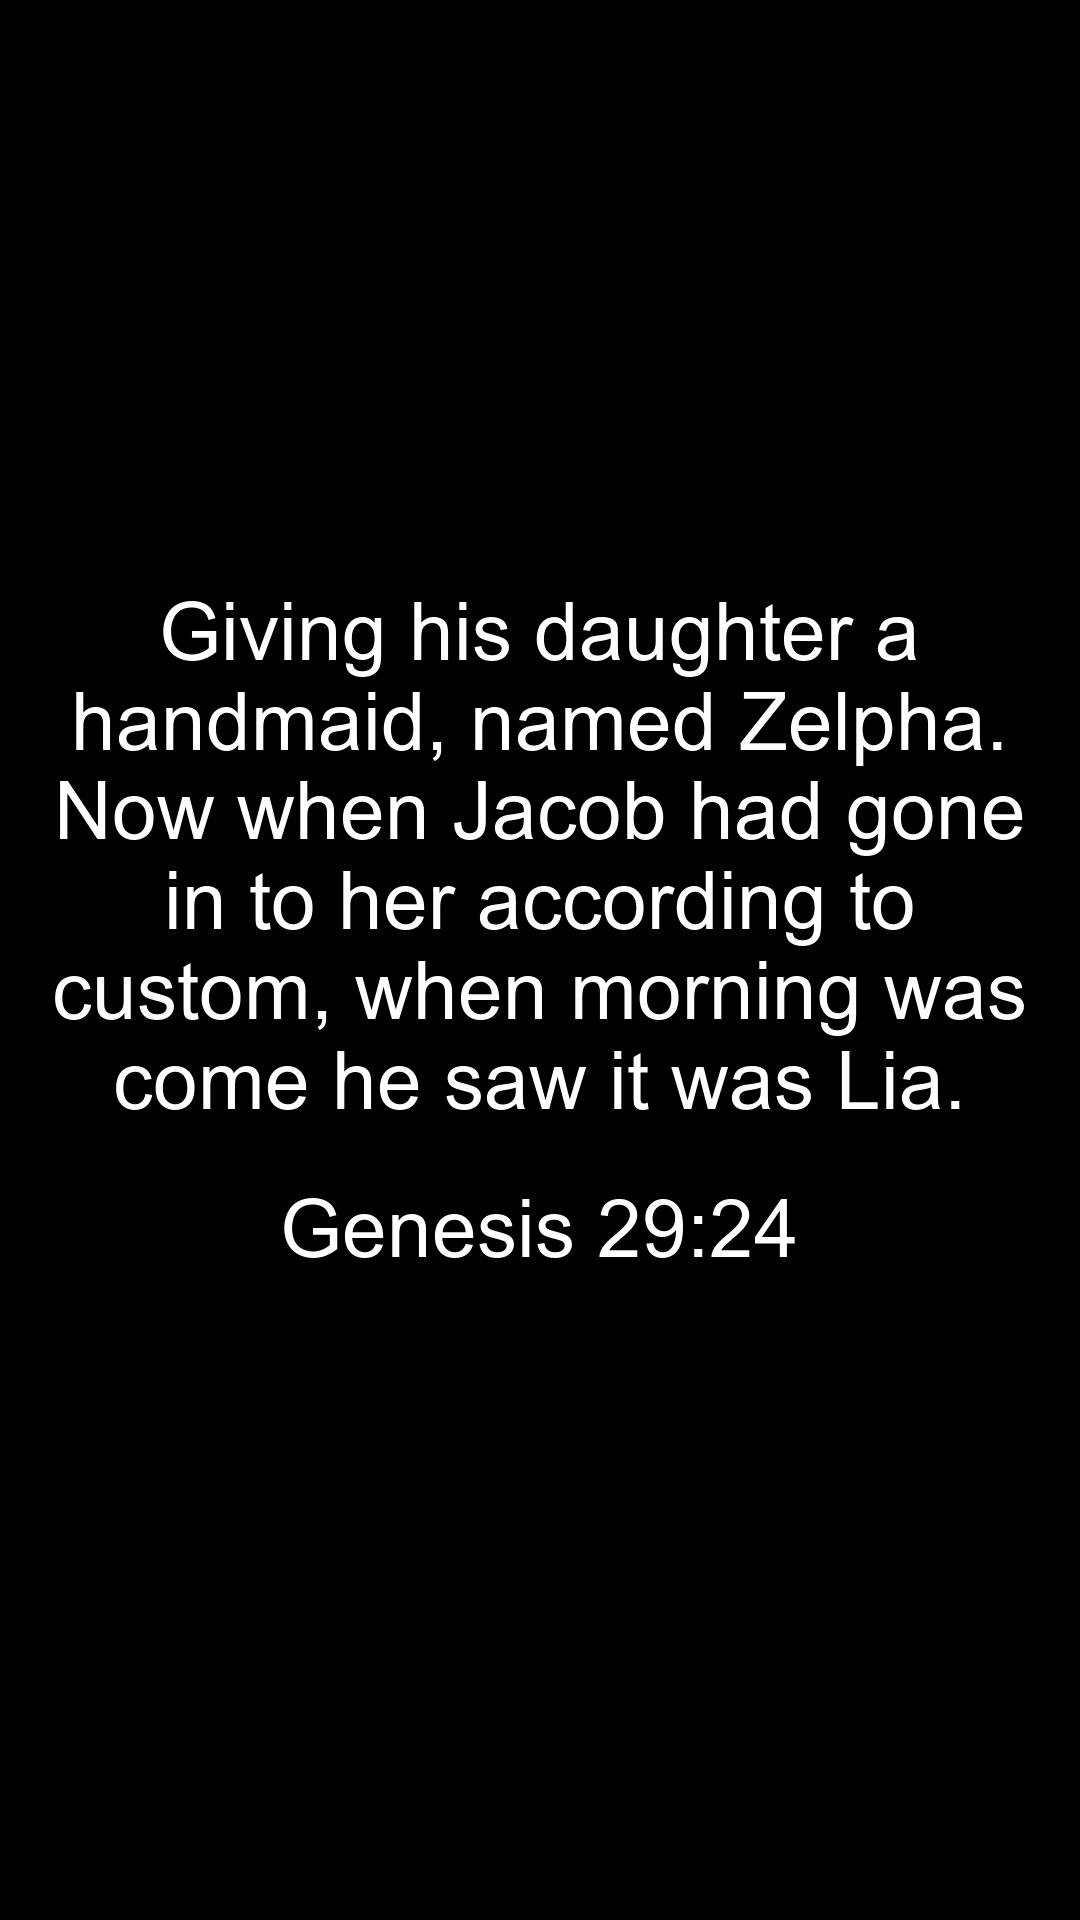 Giving his daughter a
handmaid, named Zelpha.
Now when Jacob had gone
in to her according to
custom, when morning was
come he saw it was Lia.
Genesis 29:24